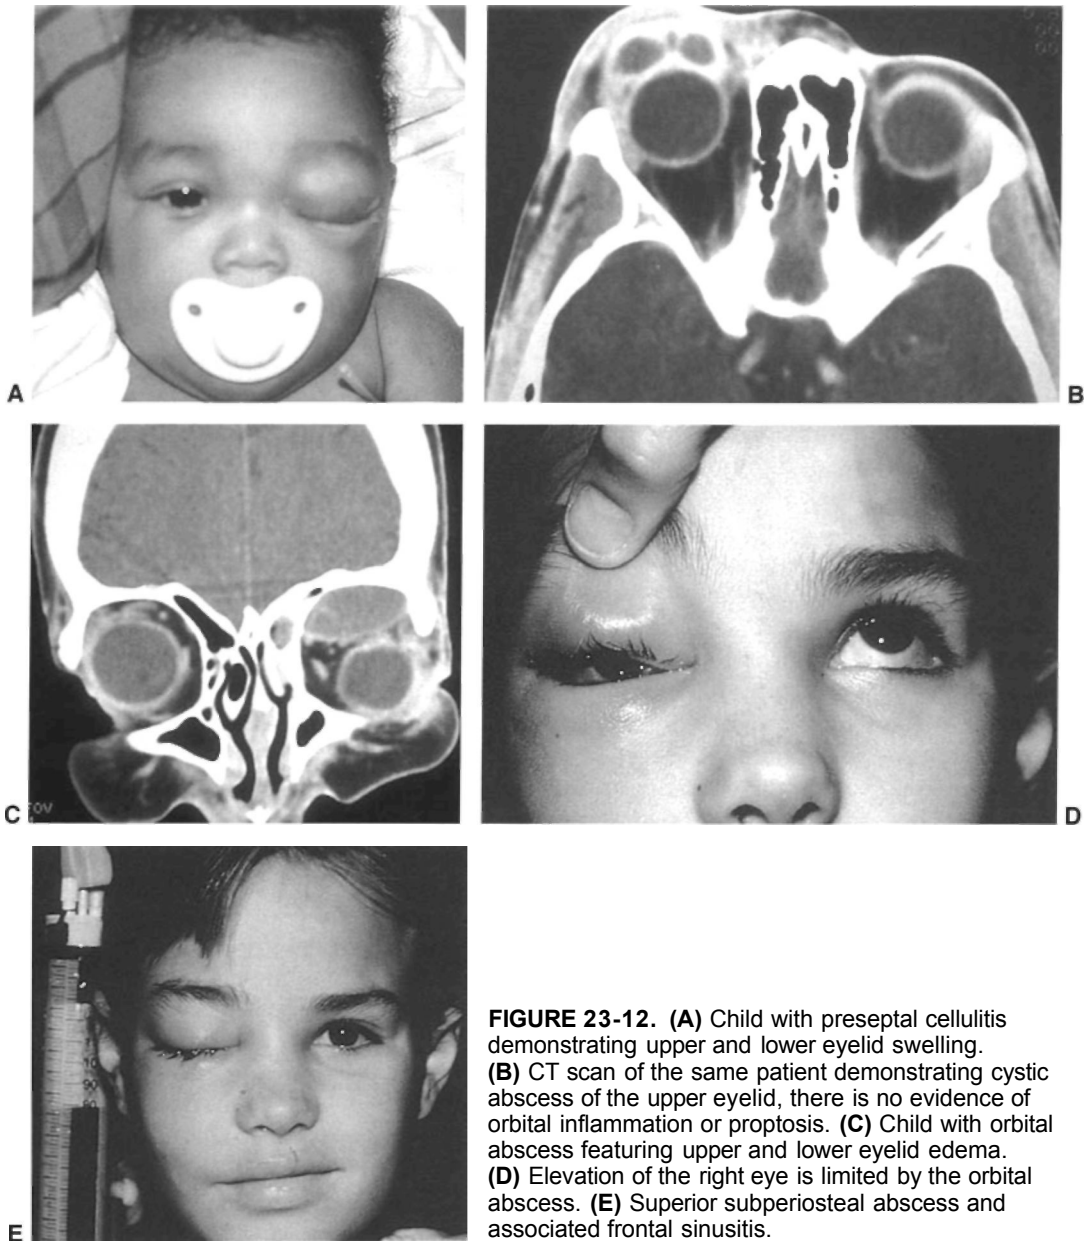 A
B
FOV
C
D
10
90
E
FIGURE 23-12. (A) Child with preseptal cellulitis
demonstrating upper and lower eyelid swelling.
(B) CT scan of the same patient demonstrating cystic
abscess of the upper eyelid, there is no evidence of
orbital inflammation or proptosis. (C) Child with orbital
abscess featuring upper and lower eyelid edema.
(D) Elevation of the right eye is limited by the orbital
abscess. (E) Superior subperiosteal abscess and
associated frontal sinusitis.